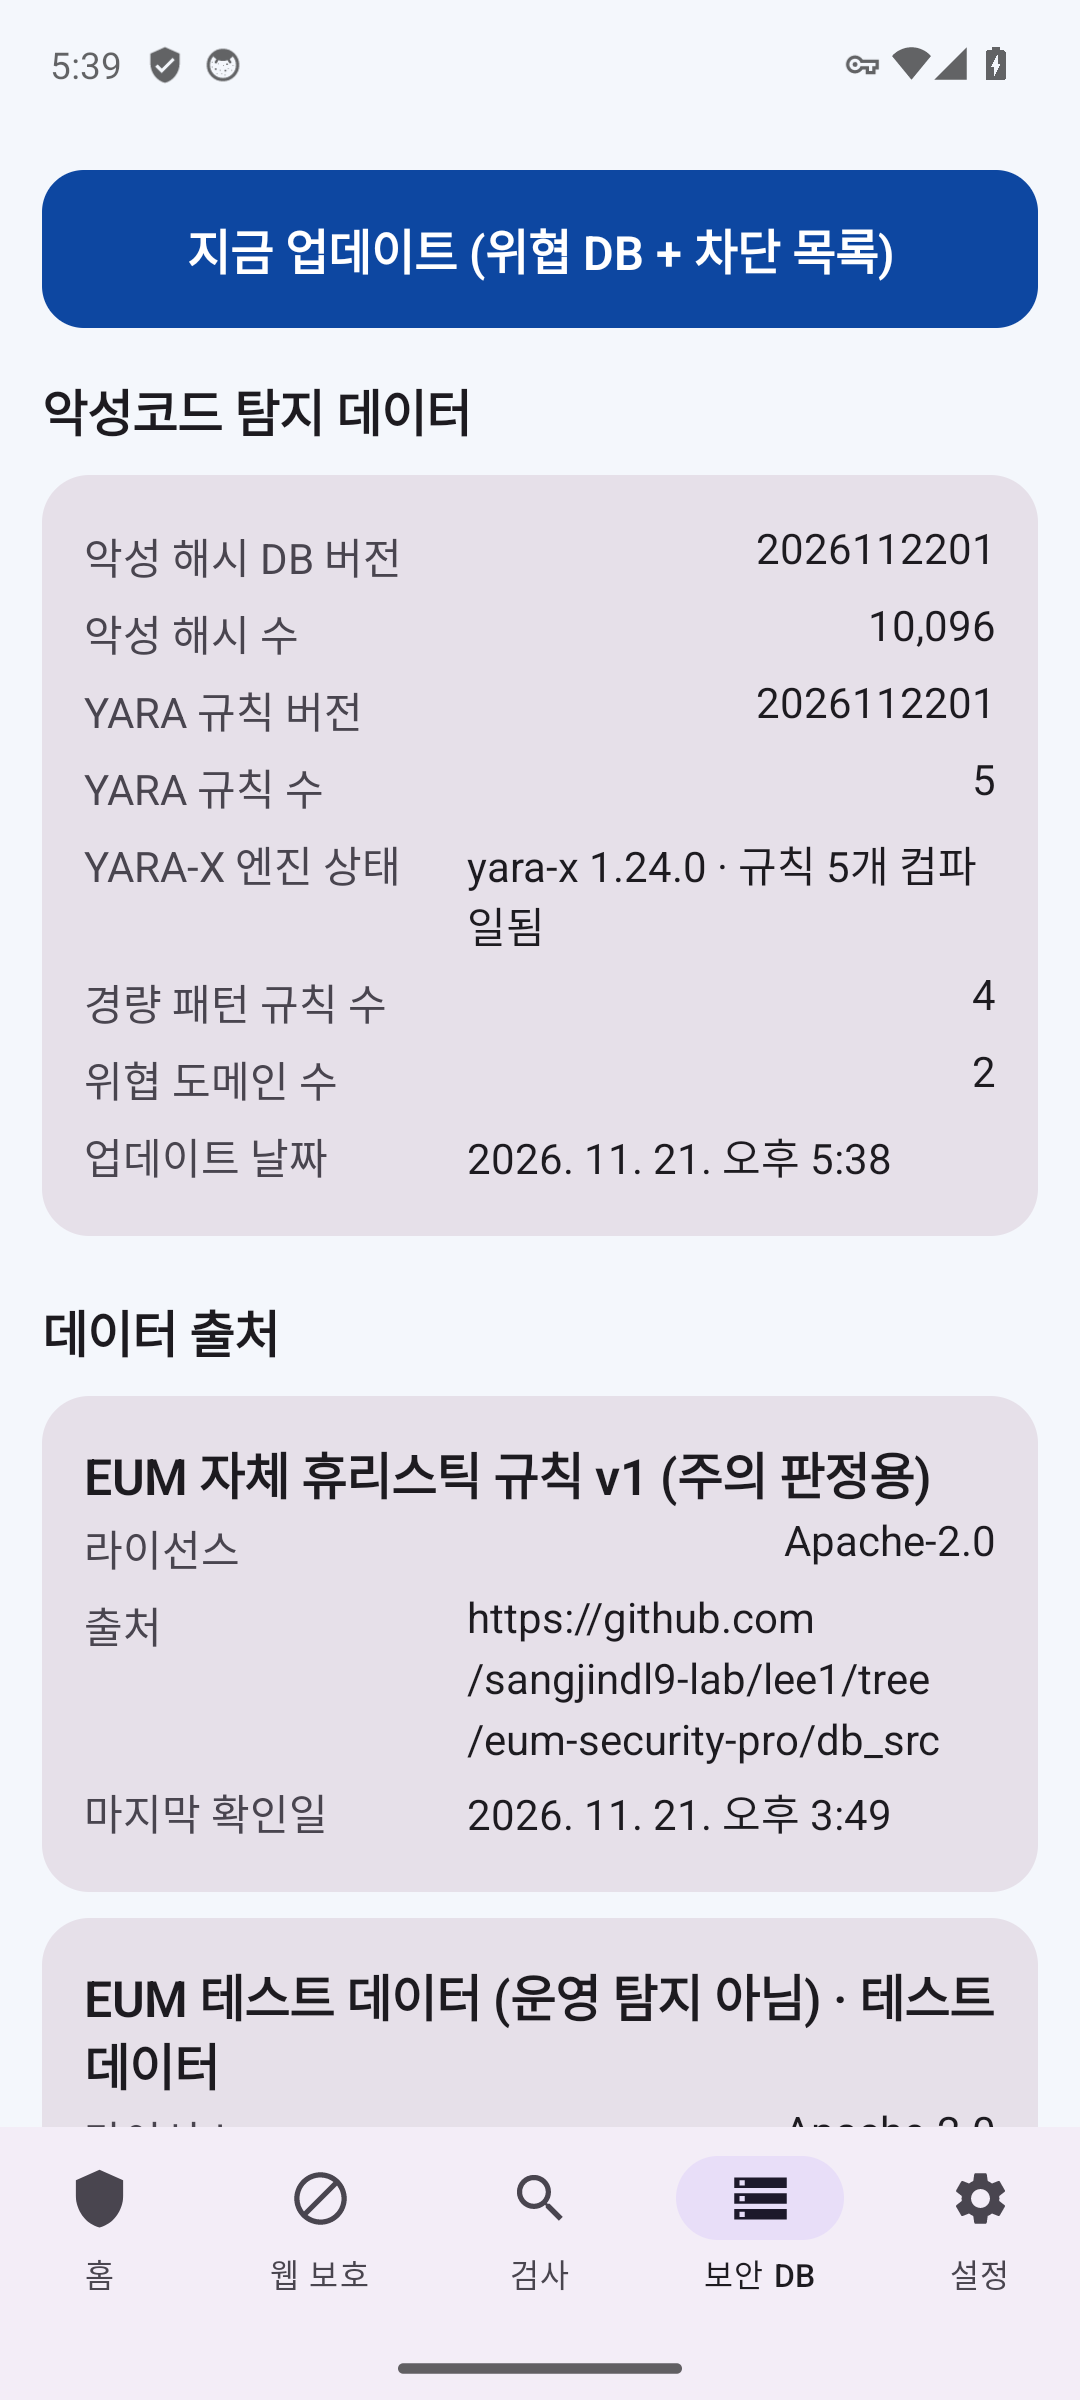 5:39
지금 업데이트 (위협 DB + 차단 목록)
악성코드 탐지 데이터
악성 해시 DB 버전 2026112201
악성 해시 수 10,096
YARA 규칙 버전 2026112201
YARA 규칙 수 5
YARA-X 엔진 상태 yara-x 1.24.0 · 규칙 5개 컴파
일됨
경량 패턴 규칙 수 4
위협 도메인 수 2
업데이트 날짜 2026. 11. 21. 오후 5:38
데이터 출처
EUM 자체 휴리스틱 규칙 v1 (주의 판정용)
라이선스 Apache-2.0
출처 https://github.com
/sangjindl9-lab/lee1/tree
/eum-security-pro/db_src
마지막 확인일 2026. 11. 21. 오후 3:49
EUM 테스트 데이터 (운영 탐지 아님) · 테스트
데이터
홈 웹 보호 검사 보안 DB 설정